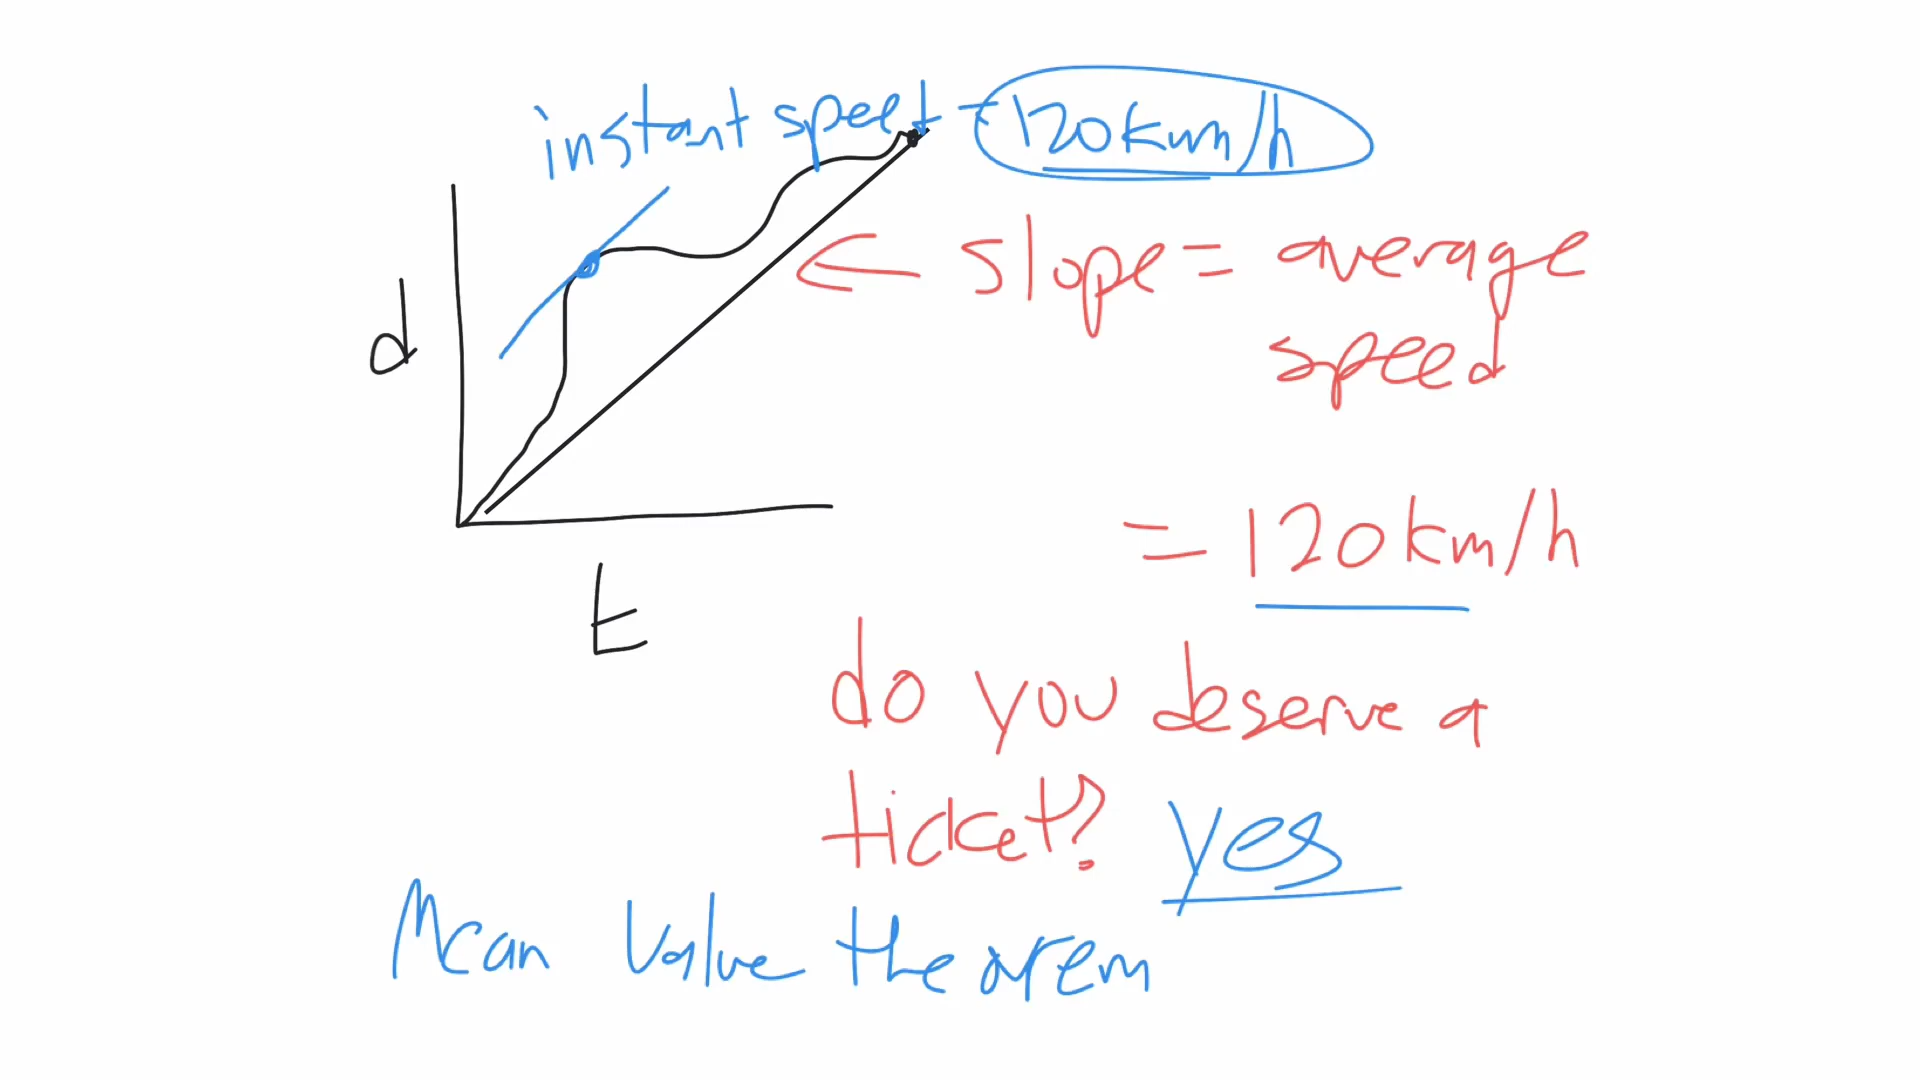 instant speed = 120km/h
d
slope = average
speed
= 120km/h
t
do you deserve a
ticket? yes
Mean Value theorem